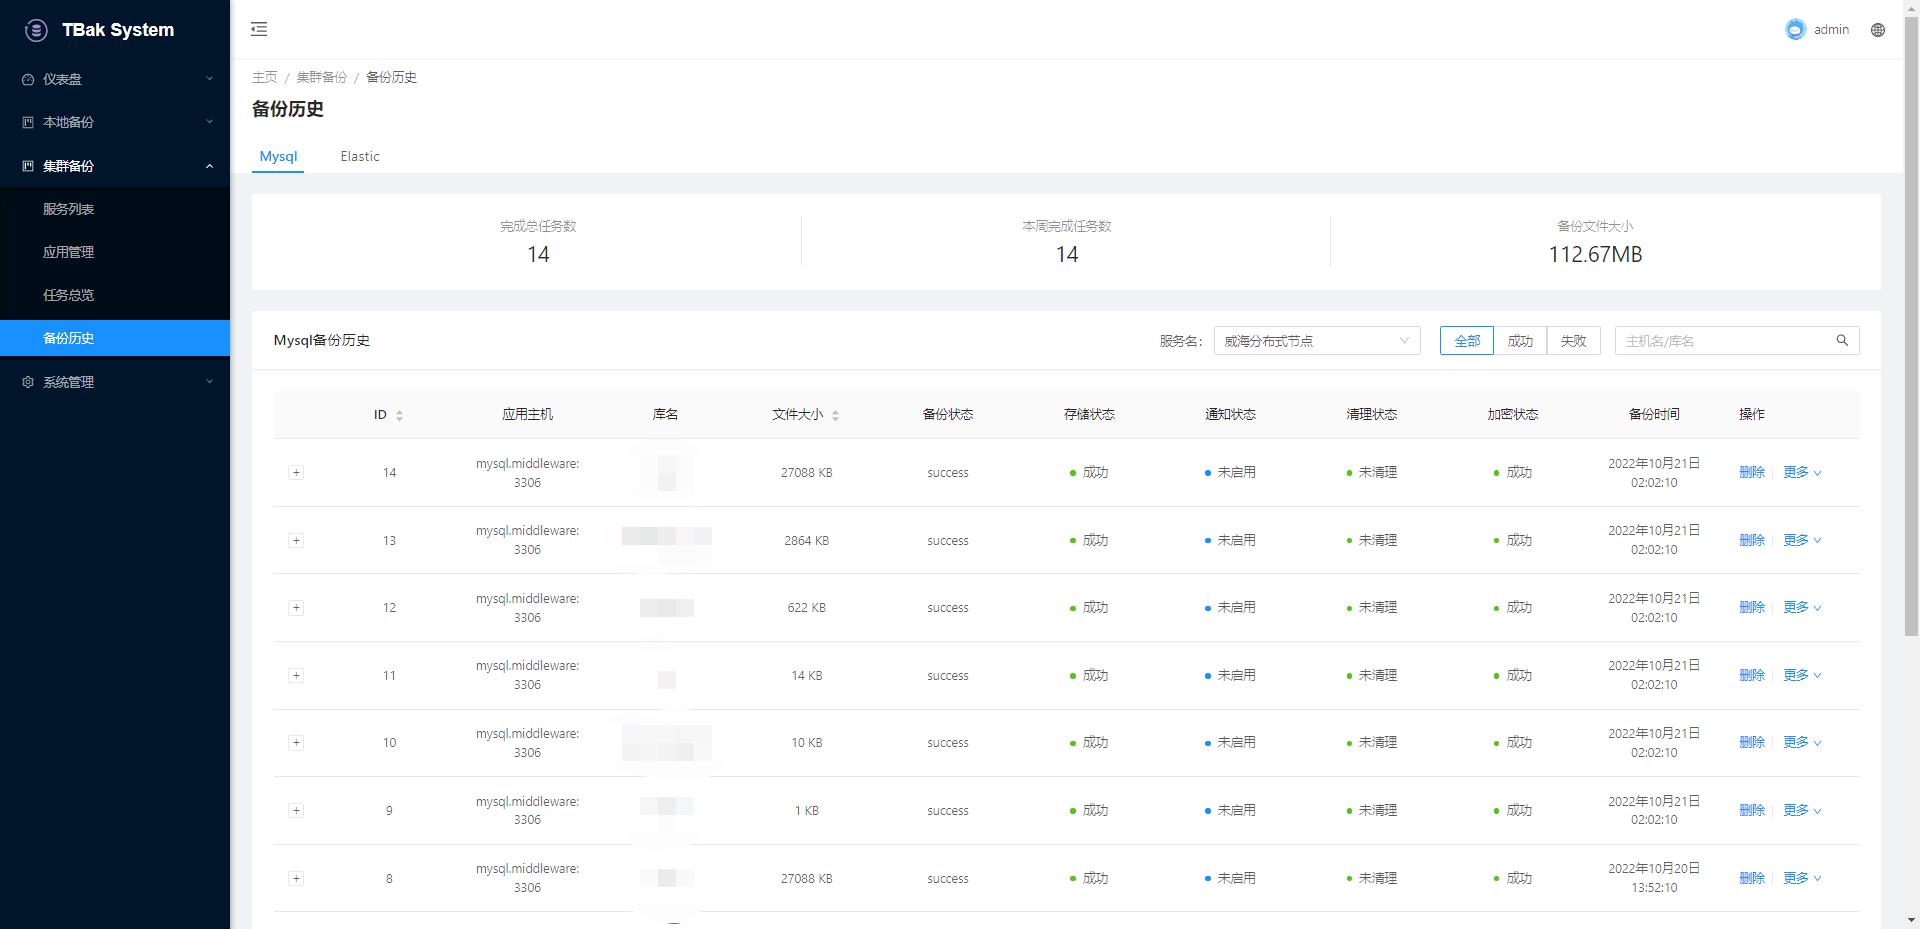 TBak System
admin
仪表盘
本地备份
集群备份
服务列表
应用管理
任务总览
备份历史
系统管理
主页 / 集群备份 / 备份历史
备份历史
Mysql Elastic
完成总任务数 本周完成任务数 备份文件大小
14 14 112.67MB
Mysql备份历史 服务名: 威海分布式节点 全部 成功 失败 主机名/库名
ID 应用主机 库名 文件大小 备份状态 存储状态 通知状态 清理状态 加密状态 备份时间 操作
14 mysql.middleware:3306 27088 KB success 成功 未启用 未清理 成功 2022年10月21日 02:02:10 删除 更多
13 mysql.middleware:3306 2864 KB success 成功 未启用 未清理 成功 2022年10月21日 02:02:10 删除 更多
12 mysql.middleware:3306 622 KB success 成功 未启用 未清理 成功 2022年10月21日 02:02:10 删除 更多
11 mysql.middleware:3306 14 KB success 成功 未启用 未清理 成功 2022年10月21日 02:02:10 删除 更多
10 mysql.middleware:3306 10 KB success 成功 未启用 未清理 成功 2022年10月21日 02:02:10 删除 更多
9 mysql.middleware:3306 1 KB success 成功 未启用 未清理 成功 2022年10月21日 02:02:10 删除 更多
8 mysql.middleware:3306 27088 KB success 成功 未启用 未清理 成功 2022年10月20日 13:52:10 删除 更多